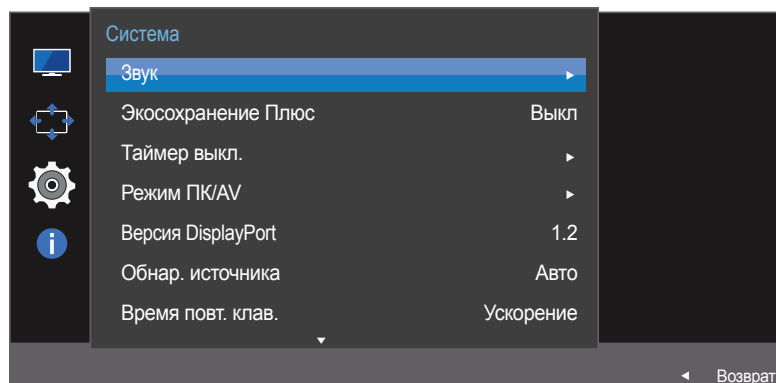 Система
Звук
Экосохранение Плюс Выкл
Таймер выкл.
Режим ПК/AV
Версия DisplayPort 1.2
Обнар. источника Авто
Время повт. клав. Ускорение
Возврат